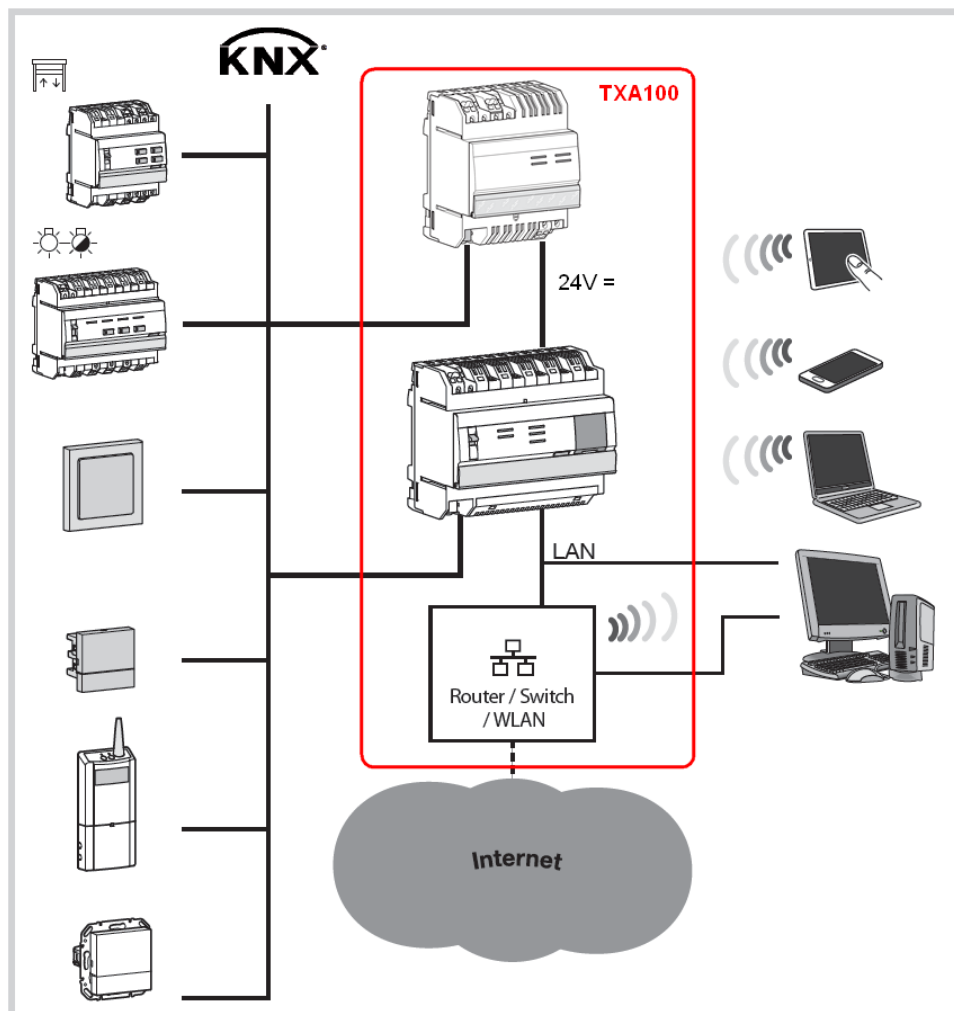 KNX
TXA100
24V =
LAN
Router / Switch
/ WLAN
Internet